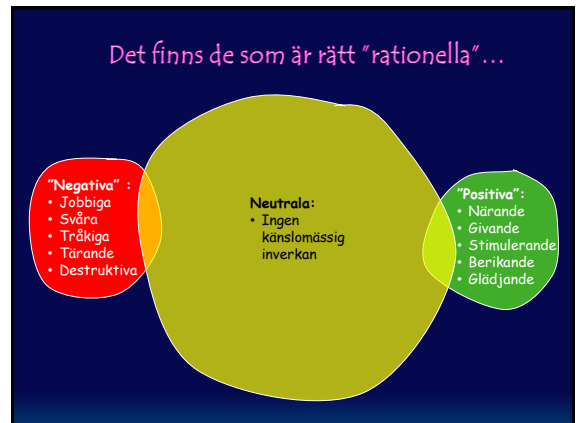 Det finns de som är rätt "rationella"...
"Negativa" :
• Jobbiga
• Svåra
• Tråkiga
• Tärande
• Destruktiva
Neutrala:
• Ingen
känslomässig
inverkan
"Positiva":
• Närande
• Givande
• Stimulerande
• Berikande
• Glädjande